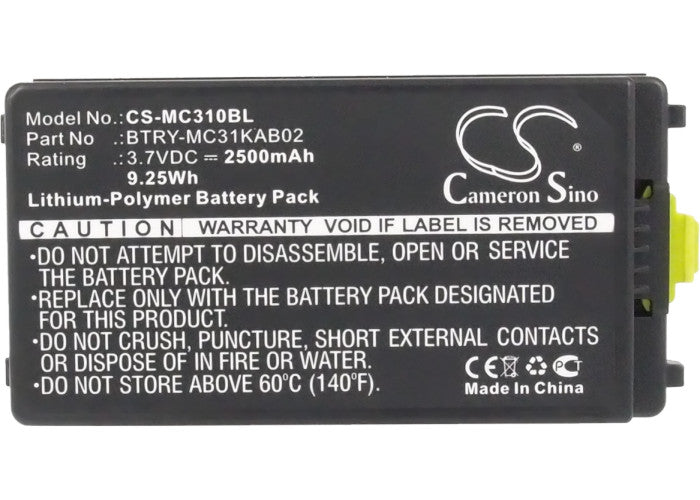 Model No.:CS-MC310BL
Part No .:BTRY-MC31KAB02
Rating :3.7VDC ⎓ 2500mAh
9.25Wh
Lithium-Polymer Battery Pack
CS
Cameron Sino
CAUTION WARRANTY VOID IF LABEL IS REMOVED
•DO NOT ATTEMPT TO DISASSEMBLE, OPEN OR SERVICE
THE BATTERY PACK.
•REPLACE ONLY WITH THE BATTERY PACK DESIGNATED
FOR THIS PRODUCT.
•DO NOT CRUSH, PUNCTURE, SHORT EXTERNAL CONTACTS
OR DISPOSE OF IN FIRE OR WATER.
•DO NOT STORE ABOVE 60°C (140°F).
CE
Made In China